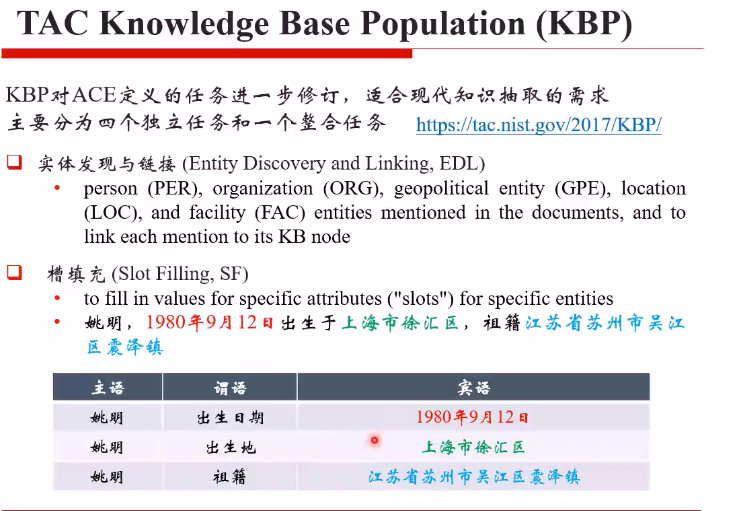 TAC Knowledge Base Population (KBP)
KBP对ACE定义的任务进一步修订，适合现代知识抽取的需求
主要分为四个独立任务和一个整合任务 https://tac.nist.gov/2017/KBP/
实体发现与链接 (Entity Discovery and Linking, EDL)
• person (PER), organization (ORG), geopolitical entity (GPE), location
(LOC), and facility (FAC) entities mentioned in the documents, and to
link each mention to its KB node
槽填充 (Slot Filling, SF)
• to fill in values for specific attributes ("slots") for specific entities
• 姚明，1980年9月12日出生于上海市徐汇区，祖籍江苏省苏州市吴江
区震泽镇
主语 谓语 宾语
姚明 出生日期 1980年9月12日
姚明 出生地 上海市徐汇区
姚明 祖籍 江苏省苏州市吴江区震泽镇